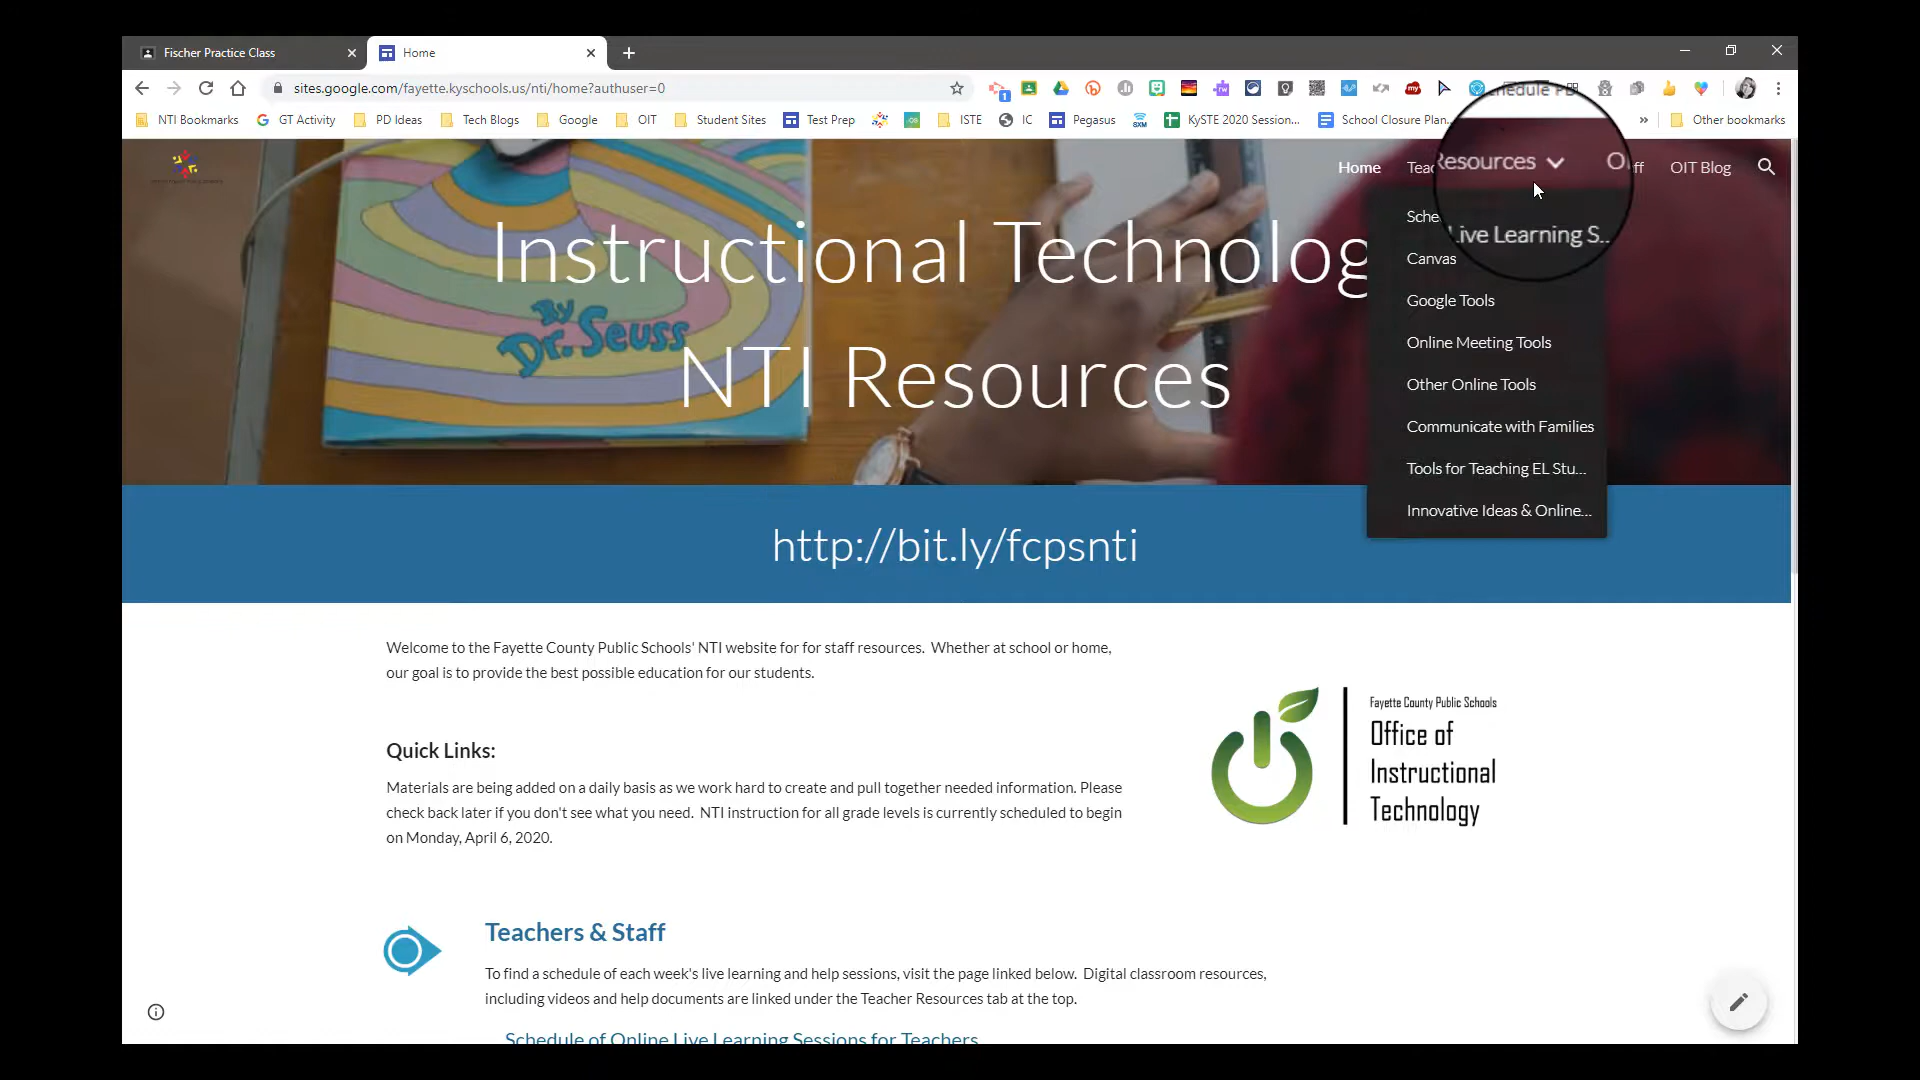 Fischer Practice Class
Home
sites.google.com/fayette.kyschools.us/nti/home?authuser=0
NTI Bookmarks
GT Activity
PD Ideas
Tech Blogs
Google
OIT
Student Sites
Test Prep
ISTE
IC
Pegasus
KySTE 2020 Session...
School Closure Plan...
Other bookmarks
Home
Resources
OIT Blog
Live Learning S..
Canvas
Google Tools
Online Meeting Tools
Other Online Tools
Communicate with Families
Tools for Teaching EL Stu...
Innovative Ideas & Online...
By
Dr. Seuss
Instructional Technolog
NTI Resources
http://bit.ly/fcpsnti
Welcome to the Fayette County Public Schools' NTI website for for staff resources. Whether at school or home,
our goal is to provide the best possible education for our students.
Fayette County Public Schools
Office of
Instructional
Technology
Quick Links:
Materials are being added on a daily basis as we work hard to create and pull together needed information. Please
check back later if you don't see what you need. NTI instruction for all grade levels is currently scheduled to begin
on Monday, April 6, 2020.
Teachers & Staff
To find a schedule of each week's live learning and help sessions, visit the page linked below. Digital classroom resources,
including videos and help documents are linked under the Teacher Resources tab at the top.
Schedule of Online Live Learning Sessions for Teachers